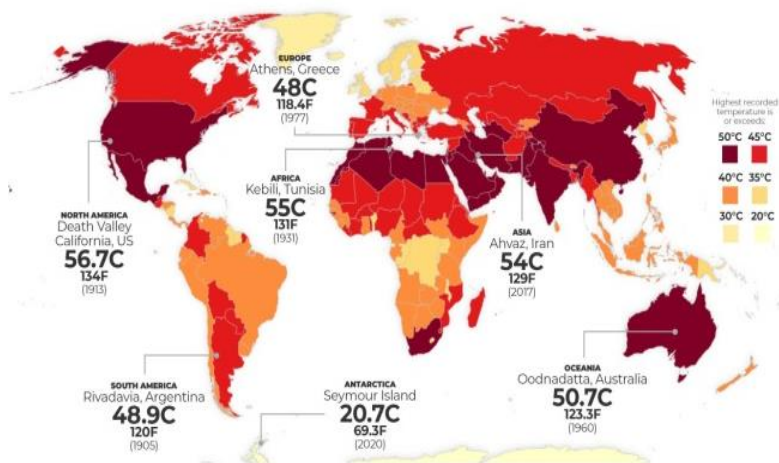 EUROPE
Athens, Greece
48C
118.4F
(1977)
Highest recorded
temperature is
or exceeds:
50°C 45°C
40°C 35°C
30°C 20°C
AFRICA
Kebili, Tunisia
55C
131F
(1931)
NORTH AMERICA
Death Valley
California, US
56.7C
134F
(1913)
ASIA
Ahvaz, Iran
54C
129F
(2017)
SOUTH AMERICA
Rivadavia, Argentina
48.9C
120F
(1905)
ANTARCTICA
Seymour Island
20.7C
69.3F
(2020)
OCEANIA
Oodnadatta, Australia
50.7C
123.3F
(1960)